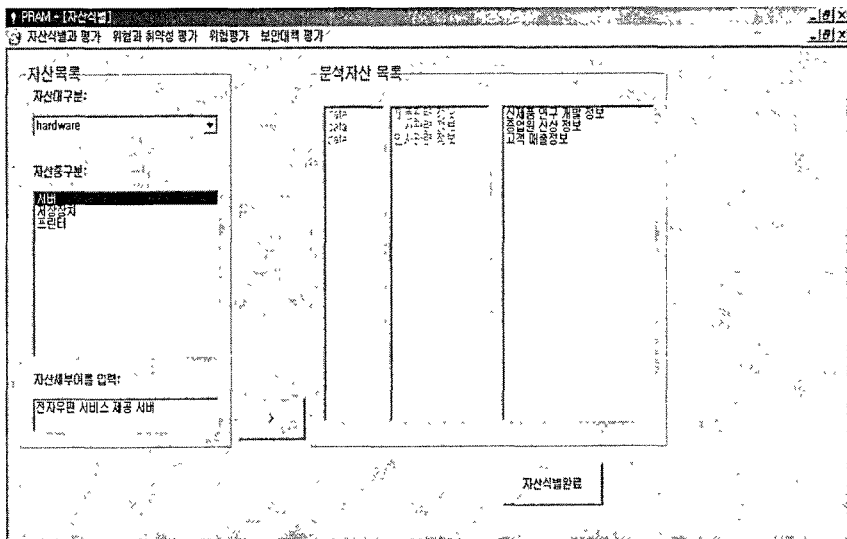 PRAM - [자산식별]
자산식별과 평가 위협과 취약성 평가 위험평가 보안대책 평가
자산목록
자산대구분:
hardware
자산중구분:
서버
저장장치
프린터
자산세부어를 입력:
전자우편 서비스 제공 서버
>
분석자산 목록
신제품 연구 개발 정보
종업원 신상 정보
고객 매출정보
자산식별완료